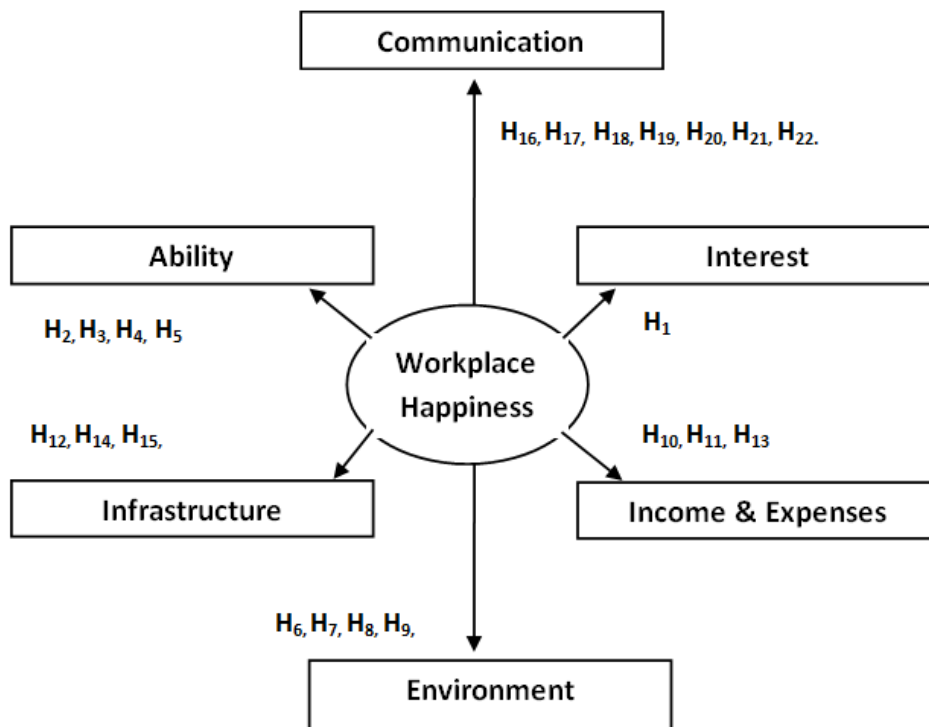 Communication
H₁₆, H₁₇, H₁₈, H₁₉, H₂₀, H₂₁, H₂₂.
Ability
Interest
H₂, H₃, H₄, H₅
H₁
Workplace
Happiness
H₁₂, H₁₄, H₁₅,
H₁₀, H₁₁, H₁₃
Infrastructure
Income & Expenses
H₆, H₇, H₈, H₉,
Environment